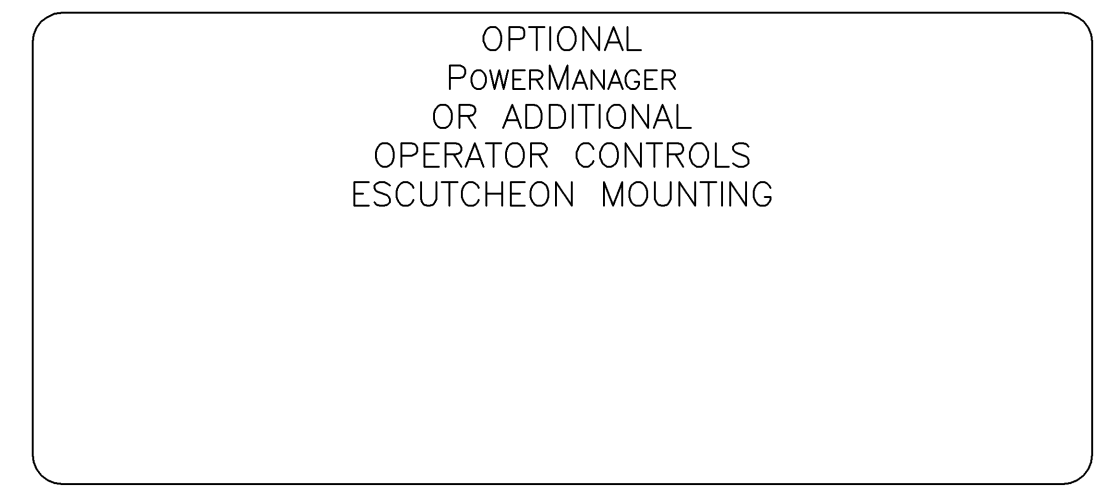 OPTIONAL
POWERMANAGER
OR ADDITIONAL
OPERATOR CONTROLS
ESCUTCHEON MOUNTING